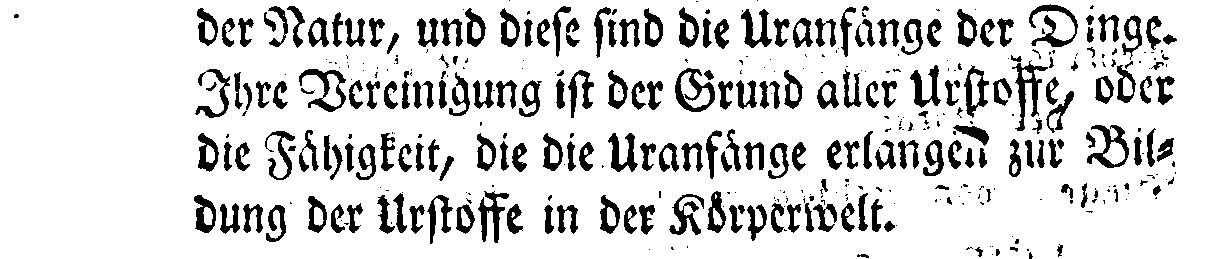 der Natur, und dieſe ſind die Uranfänge der Dinge.
Ihre Vereinigung iſt der Grund aller Urſtoffe, oder
die Fähigkeit, die die Uranfänge erlangen zur Bil⸗
dung der Urſtoffe in der Körperwelt.